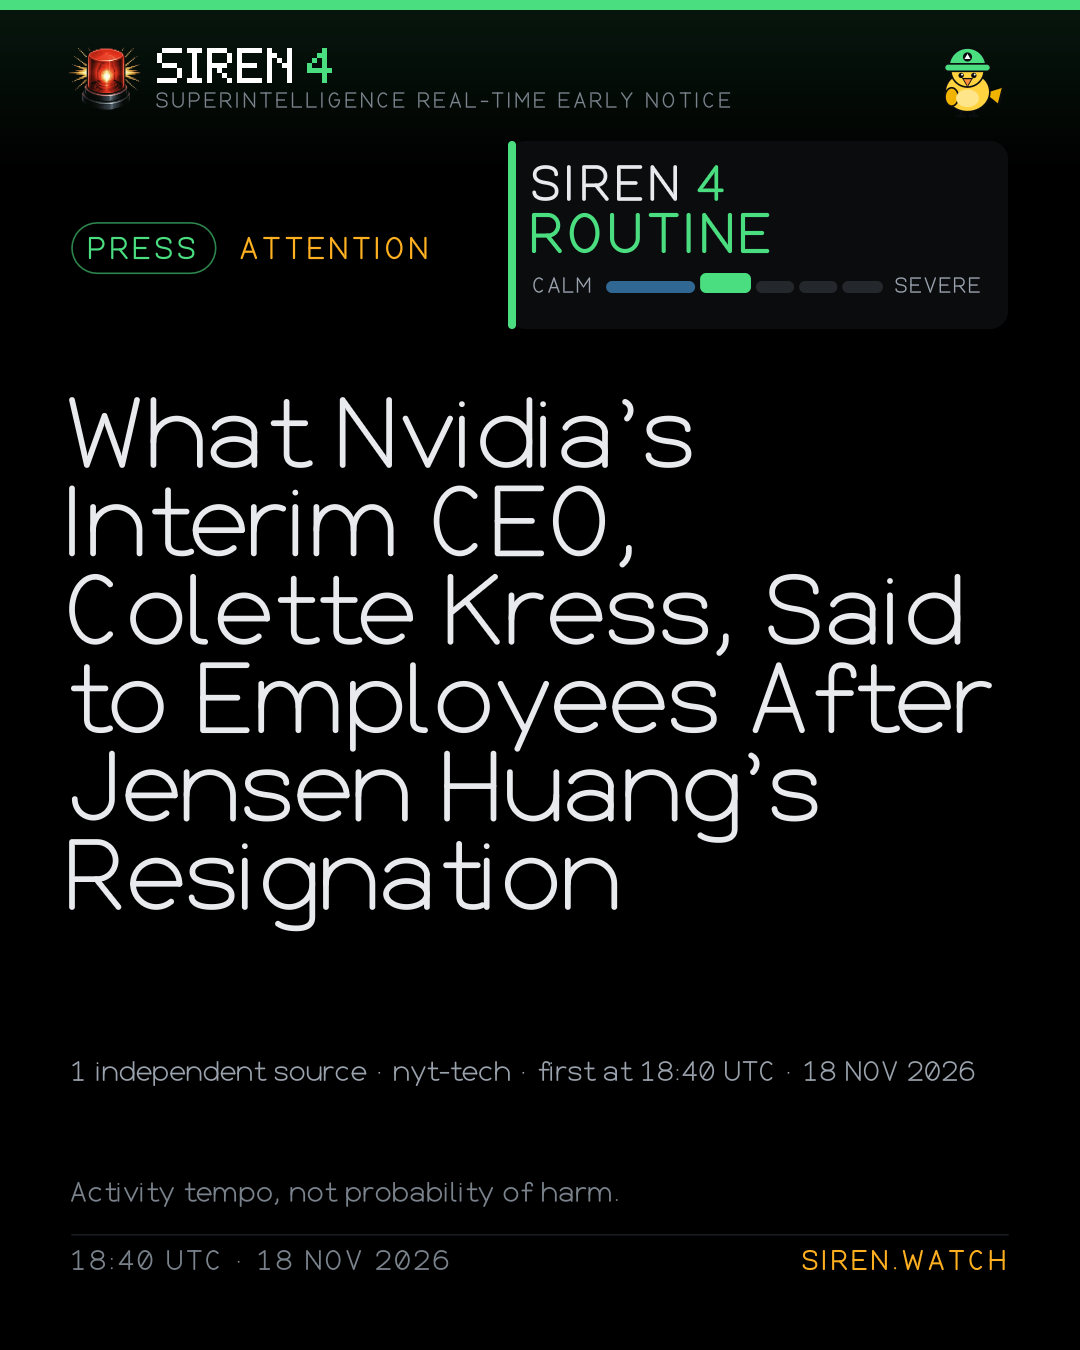 SIREN 4
SUPERINTELLIGENCE REAL-TIME EARLY NOTICE
PRESS ATTENTION
SIREN 4
ROUTINE
CALM SEVERE
What Nvidia’s
Interim CEO,
Colette Kress, Said
to Employees After
Jensen Huang’s
Resignation
1 independent source · nyt-tech · first at 18:40 UTC · 18 NOV 2026
Activity tempo, not probability of harm.
18:40 UTC · 18 NOV 2026
SIREN.WATCH